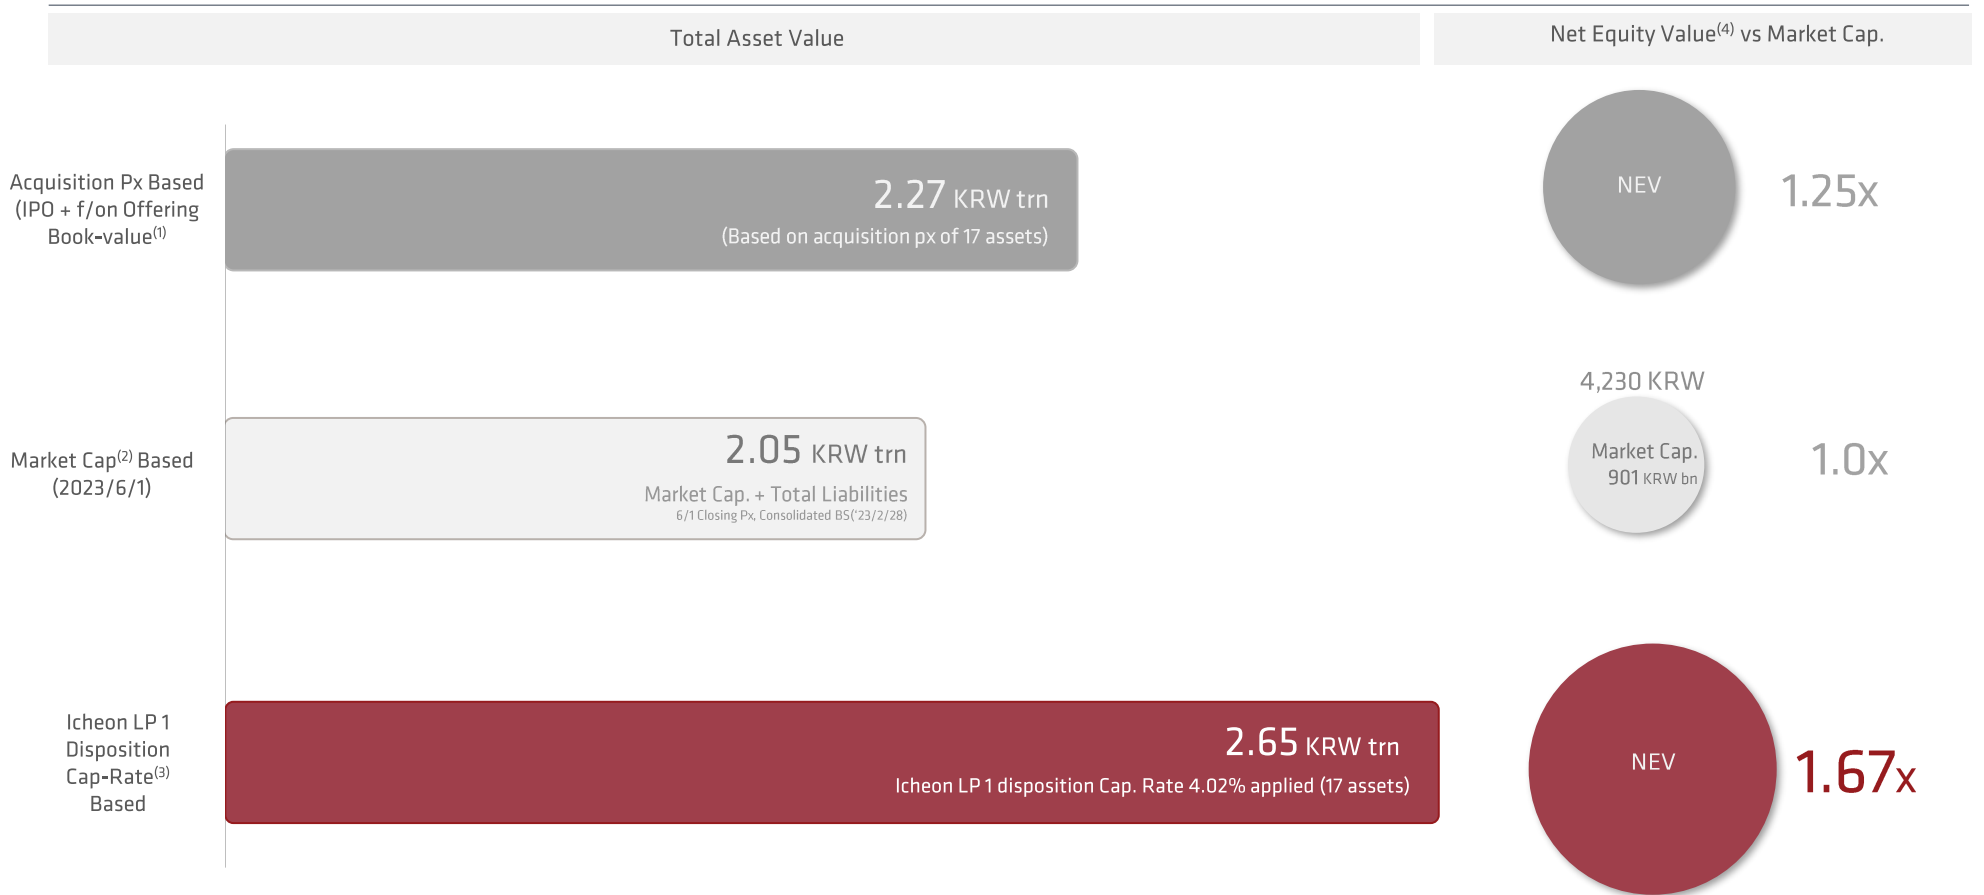 Total Asset Value
Net Equity Value(4) vs Market Cap.
Acquisition Px Based
(IPO + f/on Offering
Book-value(1)
2.27 KRW trn
(Based on acquisition px of 17 assets)
NEV
1.25x
Market Cap(2) Based
(2023/6/1)
2.05 KRW trn
Market Cap. + Total Liabilities
6/1 Closing Px, Consolidated BS('23/2/28)
4,230 KRW
Market Cap.
901 KRW bn
1.0x
Icheon LP 1
Disposition
Cap-Rate(3)
Based
2.65 KRW trn
Icheon LP 1 disposition Cap. Rate 4.02% applied (17 assets)
NEV
1.67x